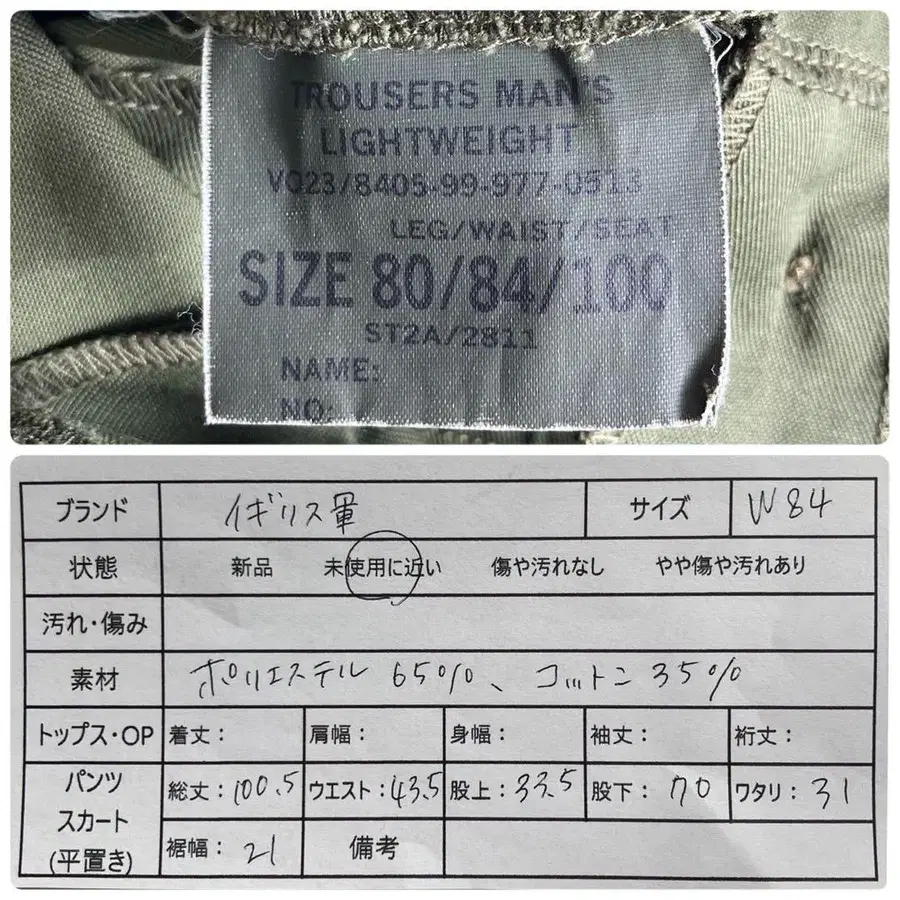 TROUSERS MAN'S
LIGHTWEIGHT
V023/8405-99-977-0513
LEG/WAIST/SEAT
SIZE 80/84/100
ST2A/2811
NAME:
NO:
ブランド イギリス軍 サイズ W84
状態 新品 未使用に近い 傷や汚れなし やや傷や汚れあり
汚れ・傷み
素材 ポリエステル 65%、コットン 35%
トップス・OP 着丈: 肩幅: 身幅: 袖丈: 裄丈:
パンツ
スカート
(平置き)
総丈:100.5 ウエスト:43.5 股上:33.5 股下:70 ワタリ:31
裾幅:21 備考